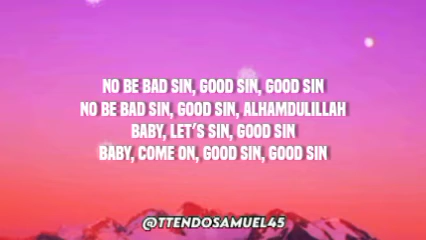 NO BE BAD SIN, GOOD SIN, GOOD SIN
NO BE BAD SIN, GOOD SIN, ALHAMDULILLAH
BABY, LET'S SIN, GOOD SIN
BABY, COME ON, GOOD SIN, GOOD SIN
@TTENDOSAMUEL45